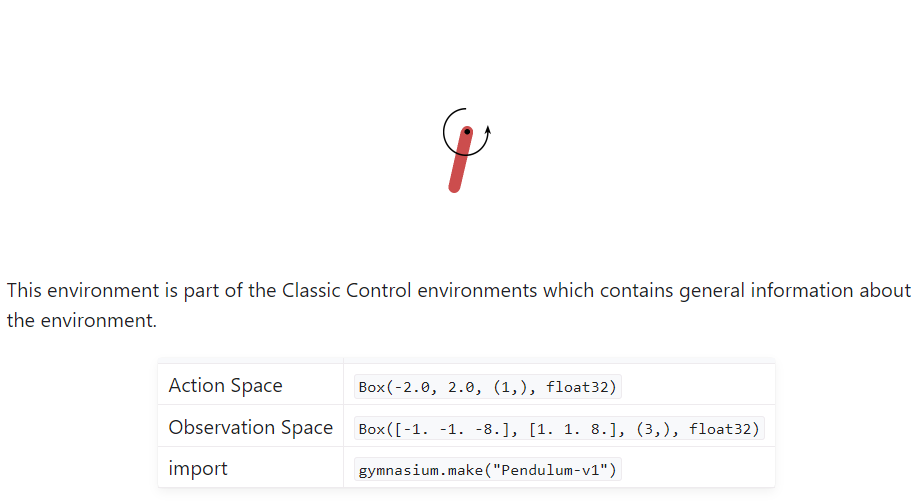 This environment is part of the Classic Control environments which contains general information about
the environment.
Action Space Box(-2.0, 2.0, (1,), float32)
Observation Space Box([-1. -1. -8.], [1. 1. 8.], (3,), float32)
import gymnasium.make("Pendulum-v1")